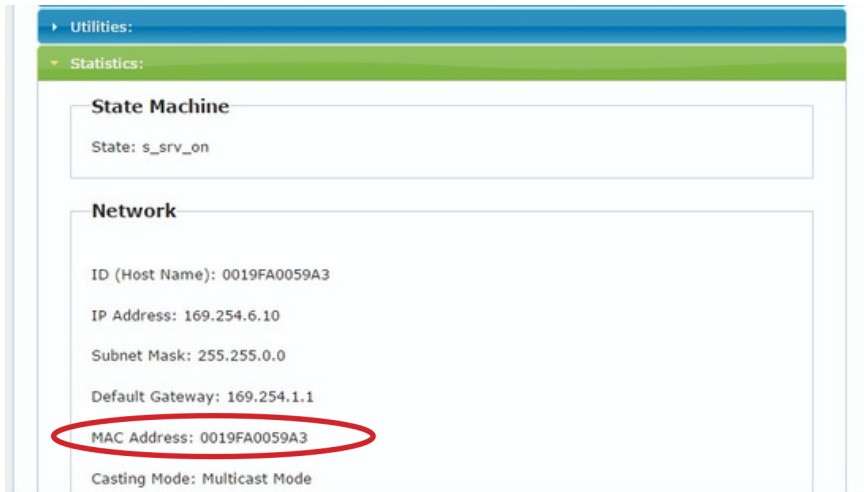 Utilities:
Statistics:
State Machine
State: s_srv_on
Network
ID (Host Name): 0019FA0059A3
IP Address: 169.254.6.10
Subnet Mask: 255.255.0.0
Default Gateway: 169.254.1.1
MAC Address: 0019FA0059A3
Casting Mode: Multicast Mode